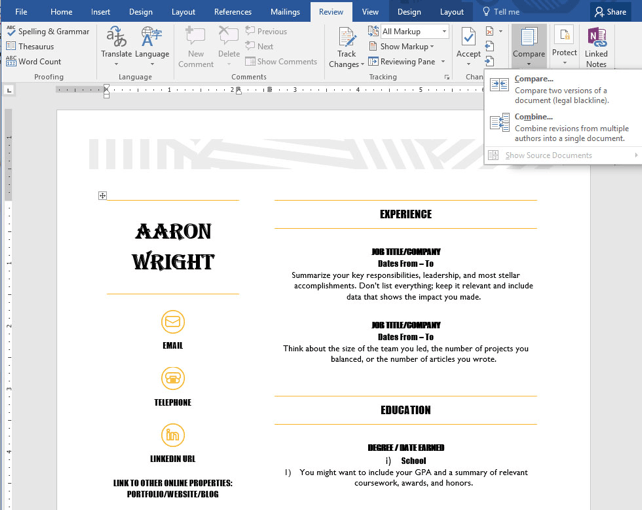 File Home Insert Design Layout References Mailings Review View Design Layout Tell me Share
ABC Spelling & Grammar
Thesaurus
ABC 123 Word Count
Proofing
Translate
Language
Language
New Comment
Delete
Previous
Next
Show Comments
Comments
Track Changes
All Markup
Show Markup
Reviewing Pane
Tracking
Accept
Compare
Protect
Linked Notes
Compare...
Compare two versions of a
document (legal blackline).
Combine...
Combine revisions from multiple
authors into a single document.
Show Source Documents
AARON
WRIGHT
EMAIL
TELEPHONE
in
LINKEDIN URL
LINK TO OTHER ONLINE PROPERTIES:
PORTFOLIO/WEBSITE/BLOG
EXPERIENCE
JOB TITLE/COMPANY
Dates From – To
Summarize your key responsibilities, leadership, and most stellar
accomplishments. Don't list everything; keep it relevant and include
data that shows the impact you made.
JOB TITLE/COMPANY
Dates From – To
Think about the size of the team you led, the number of projects you
balanced, or the number of articles you wrote.
EDUCATION
DEGREE / DATE EARNED
i) School
1) You might want to include your GPA and a summary of relevant
coursework, awards, and honors.